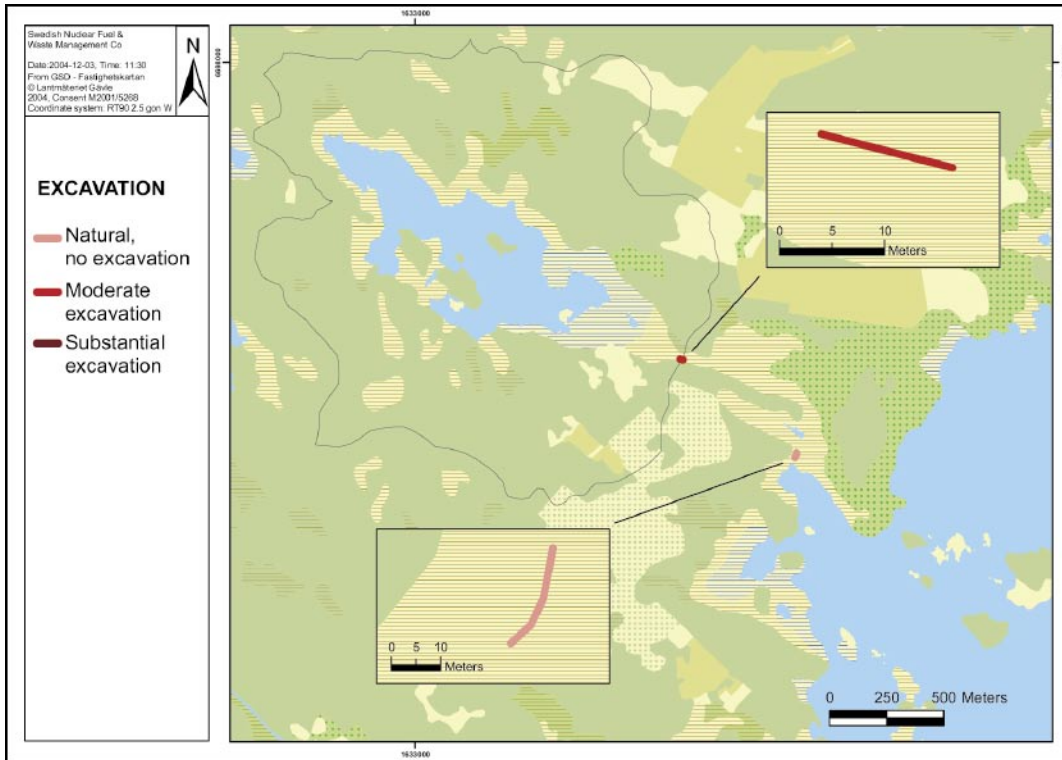 1633000
Swedish Nuclear Fuel &
Waste Management Co
Date:2004-12-03, Time: 11:30
From GSD - Fastighetskartan
© Lantmäteriet Gävle
2004, Consent M2001/5268
Coordinate system: RT90 2.5 gon W
N
EXCAVATION
Natural,
no excavation
Moderate
excavation
Substantial
excavation
0 5 10
Meters
0 10 10
Meters
0 250 500 Meters
1633000